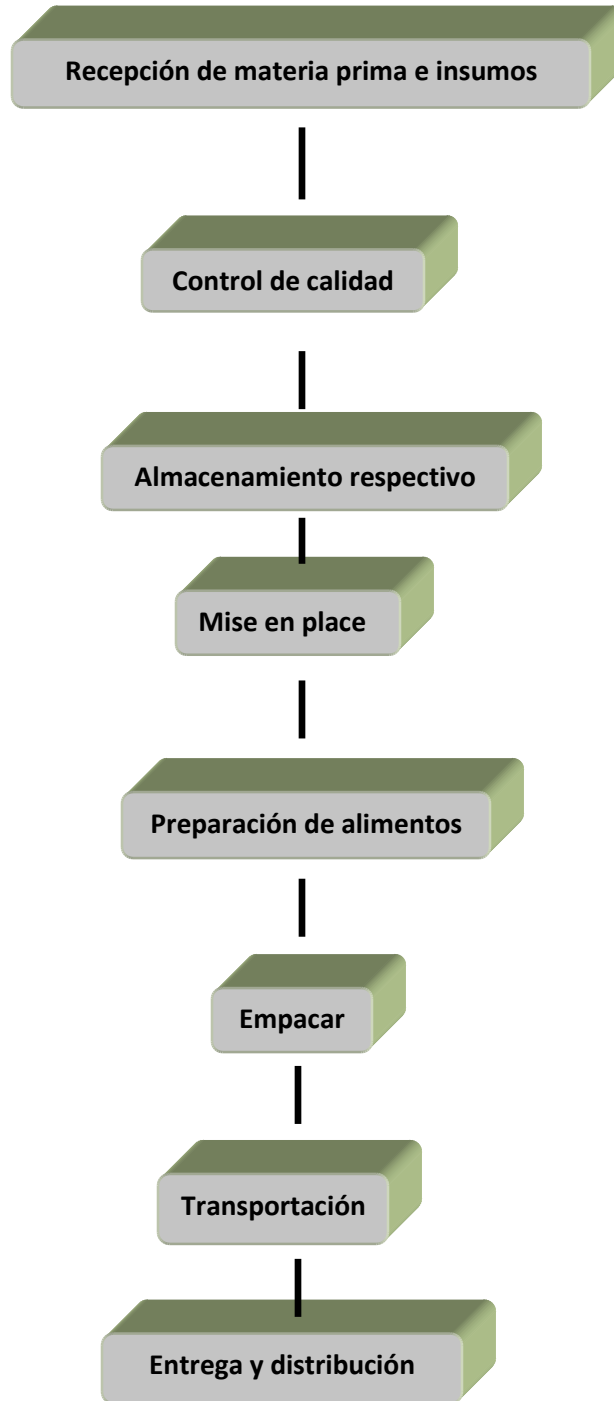 Recepción de materia prima e insumos
Control de calidad
Almacenamiento respectivo
Mise en place
Preparación de alimentos
Empacar
Transportación
Entrega y distribución